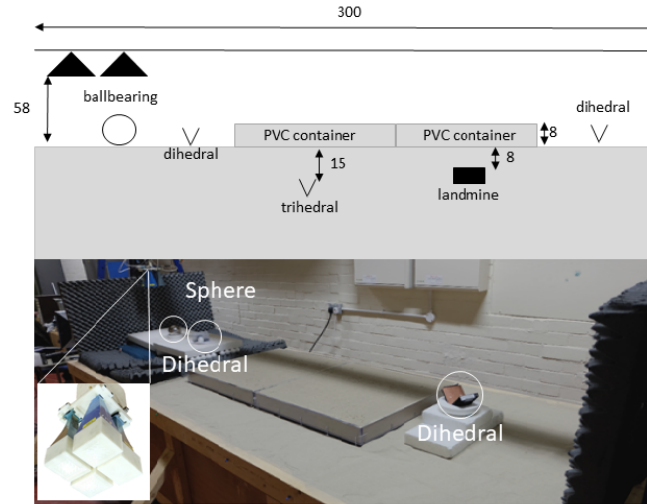 300
58
ballbearing
dihedral
PVC container
PVC container
dihedral
8
15
8
trihedral
landmine
Sphere
Dihedral
Dihedral